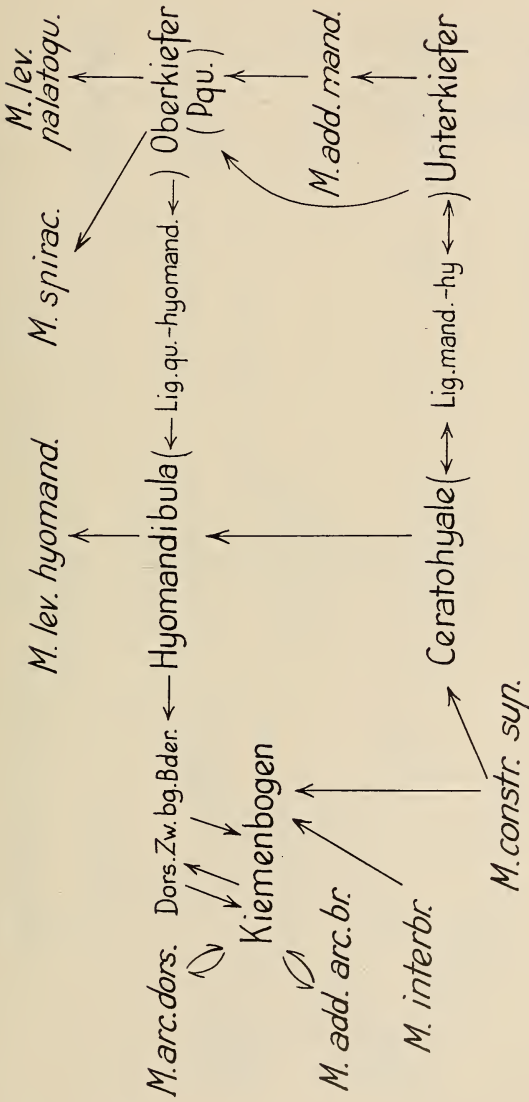 M. lev. hyomand.
M. spirac.
M. lev.
palatoqu.
M. arc. dors.
Dors. Zw. bg. Bder.
Hyomandibula
Lig. qu.-hyomand.
Oberkiefer
(Pqu.)
Kiemenbogen
M. add. mand.
M. add. arc. br.
M. interbr.
M. constr. sup.
Ceratohyale
Lig. mand.-hy
Unterkiefer